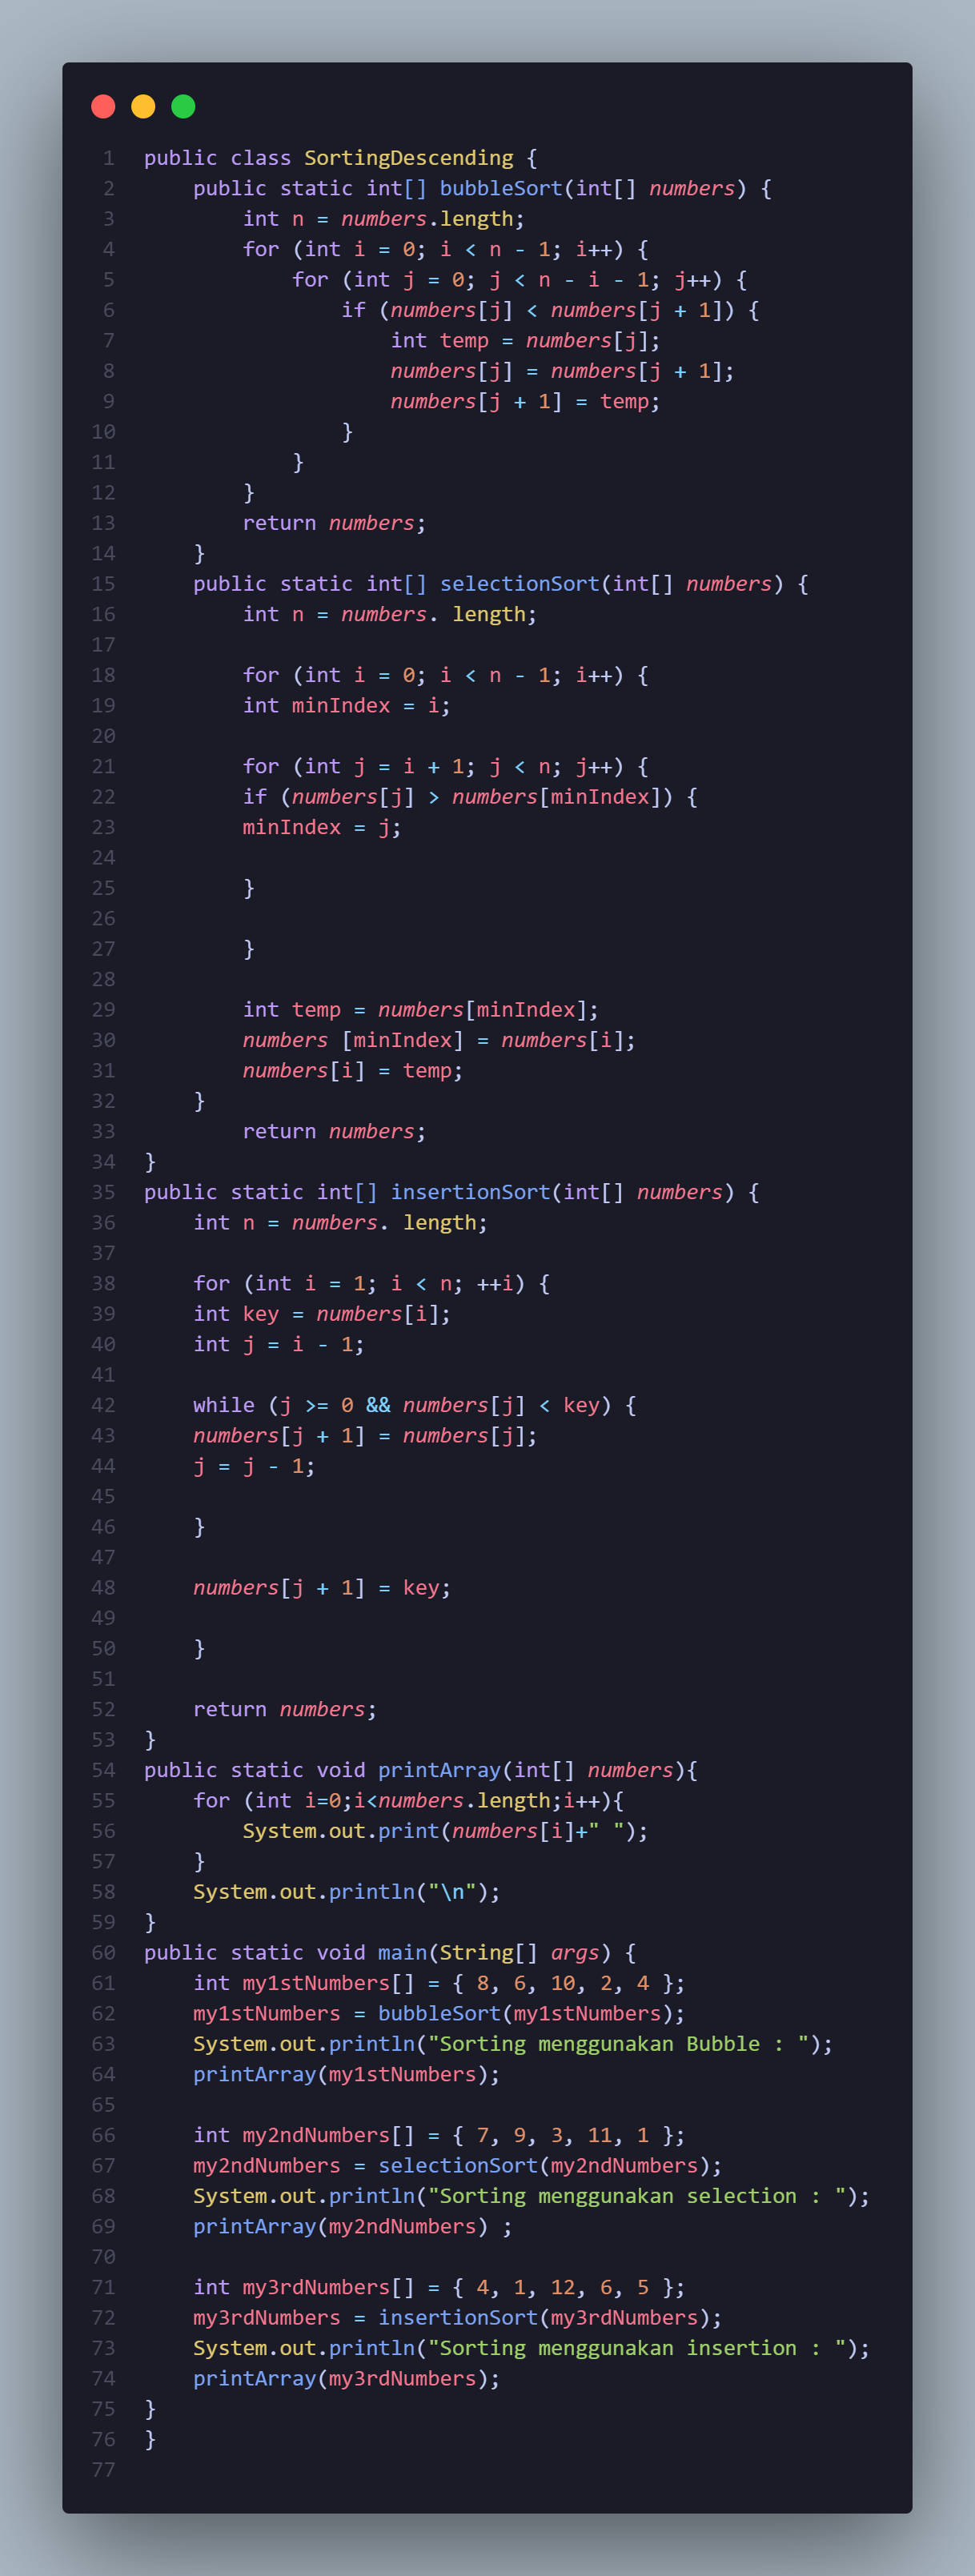 1 public class SortingDescending {
2     public static int[] bubbleSort(int[] numbers) {
3         int n = numbers.length;
4         for (int i = 0; i < n - 1; i++) {
5             for (int j = 0; j < n - i - 1; j++) {
6                 if (numbers[j] < numbers[j + 1]) {
7                     int temp = numbers[j];
8                     numbers[j] = numbers[j + 1];
9                     numbers[j + 1] = temp;
10                 }
11             }
12         }
13         return numbers;
14     }
15     public static int[] selectionSort(int[] numbers) {
16         int n = numbers. length;
17
18         for (int i = 0; i < n - 1; i++) {
19         int minIndex = i;
20
21         for (int j = i + 1; j < n; j++) {
22         if (numbers[j] > numbers[minIndex]) {
23         minIndex = j;
24
25         }
26
27         }
28
29         int temp = numbers[minIndex];
30         numbers [minIndex] = numbers[i];
31         numbers[i] = temp;
32     }
33         return numbers;
34 }
35 public static int[] insertionSort(int[] numbers) {
36     int n = numbers. length;
37
38     for (int i = 1; i < n; ++i) {
39     int key = numbers[i];
40     int j = i - 1;
41
42     while (j >= 0 && numbers[j] < key) {
43     numbers[j + 1] = numbers[j];
44     j = j - 1;
45
46     }
47
48     numbers[j + 1] = key;
49
50     }
51
52     return numbers;
53 }
54 public static void printArray(int[] numbers){
55     for (int i=0;i<numbers.length;i++){
56         System.out.print(numbers[i]+" ");
57     }
58     System.out.println("\n");
59 }
60 public static void main(String[] args) {
61     int my1stNumbers[] = { 8, 6, 10, 2, 4 };
62     my1stNumbers = bubbleSort(my1stNumbers);
63     System.out.println("Sorting menggunakan Bubble : ");
64     printArray(my1stNumbers);
65
66     int my2ndNumbers[] = { 7, 9, 3, 11, 1 };
67     my2ndNumbers = selectionSort(my2ndNumbers);
68     System.out.println("Sorting menggunakan selection : ");
69     printArray(my2ndNumbers) ;
70
71     int my3rdNumbers[] = { 4, 1, 12, 6, 5 };
72     my3rdNumbers = insertionSort(my3rdNumbers);
73     System.out.println("Sorting menggunakan insertion : ");
74     printArray(my3rdNumbers);
75 }
76 }
77